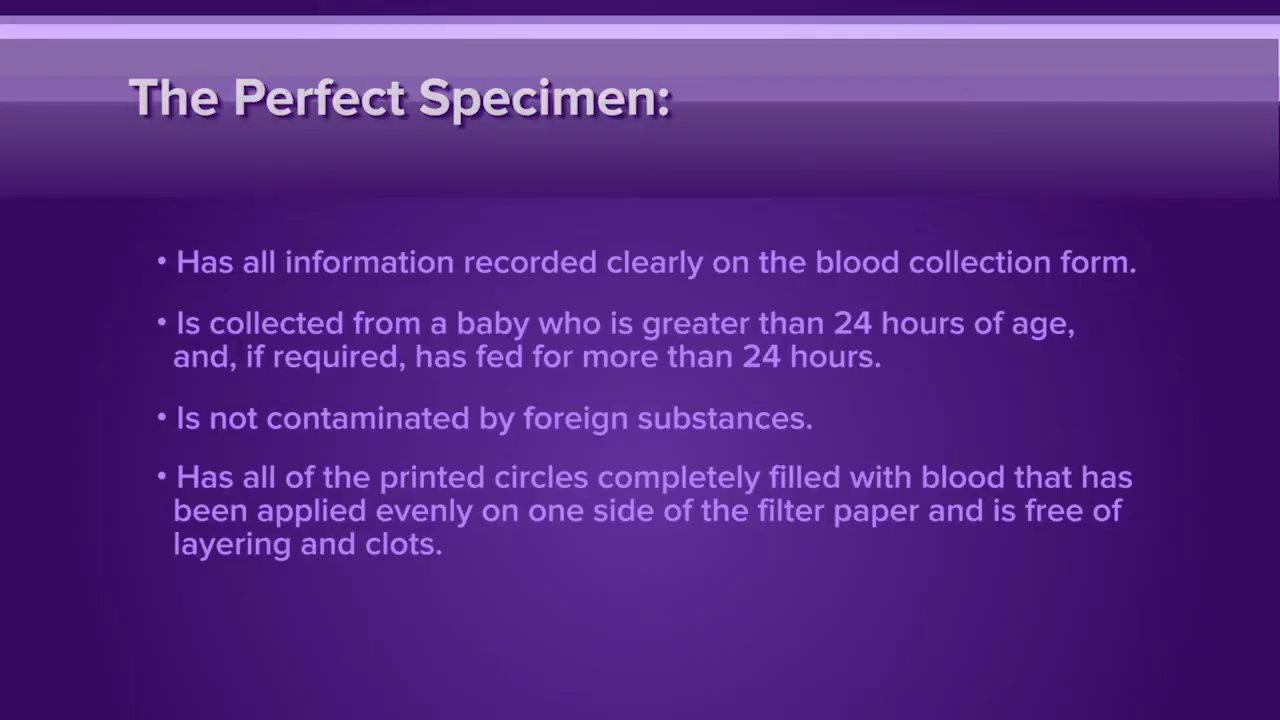 The Perfect Specimen:
• Has all information recorded clearly on the blood collection form.
• Is collected from a baby who is greater than 24 hours of age,
and, if required, has fed for more than 24 hours.
• Is not contaminated by foreign substances.
• Has all of the printed circles completely filled with blood that has
been applied evenly on one side of the filter paper and is free of
layering and clots.